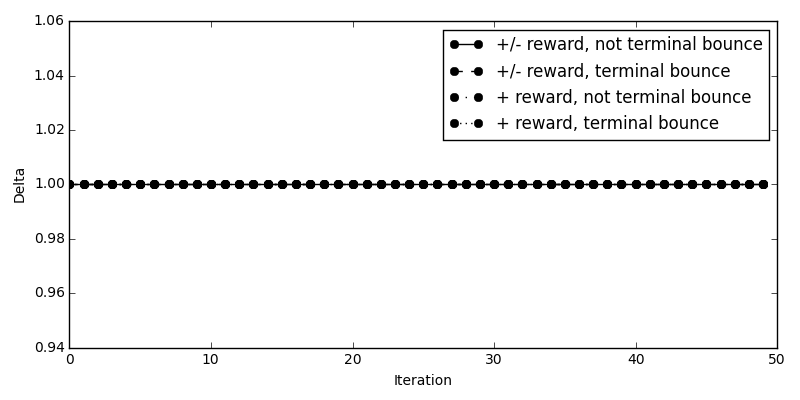 1.06
1.04
1.02
1.00
0.98
0.96
0.94
Delta
+/- reward, not terminal bounce
+/- reward, terminal bounce
+ reward, not terminal bounce
+ reward, terminal bounce
0 10 20 30 40 50
Iteration